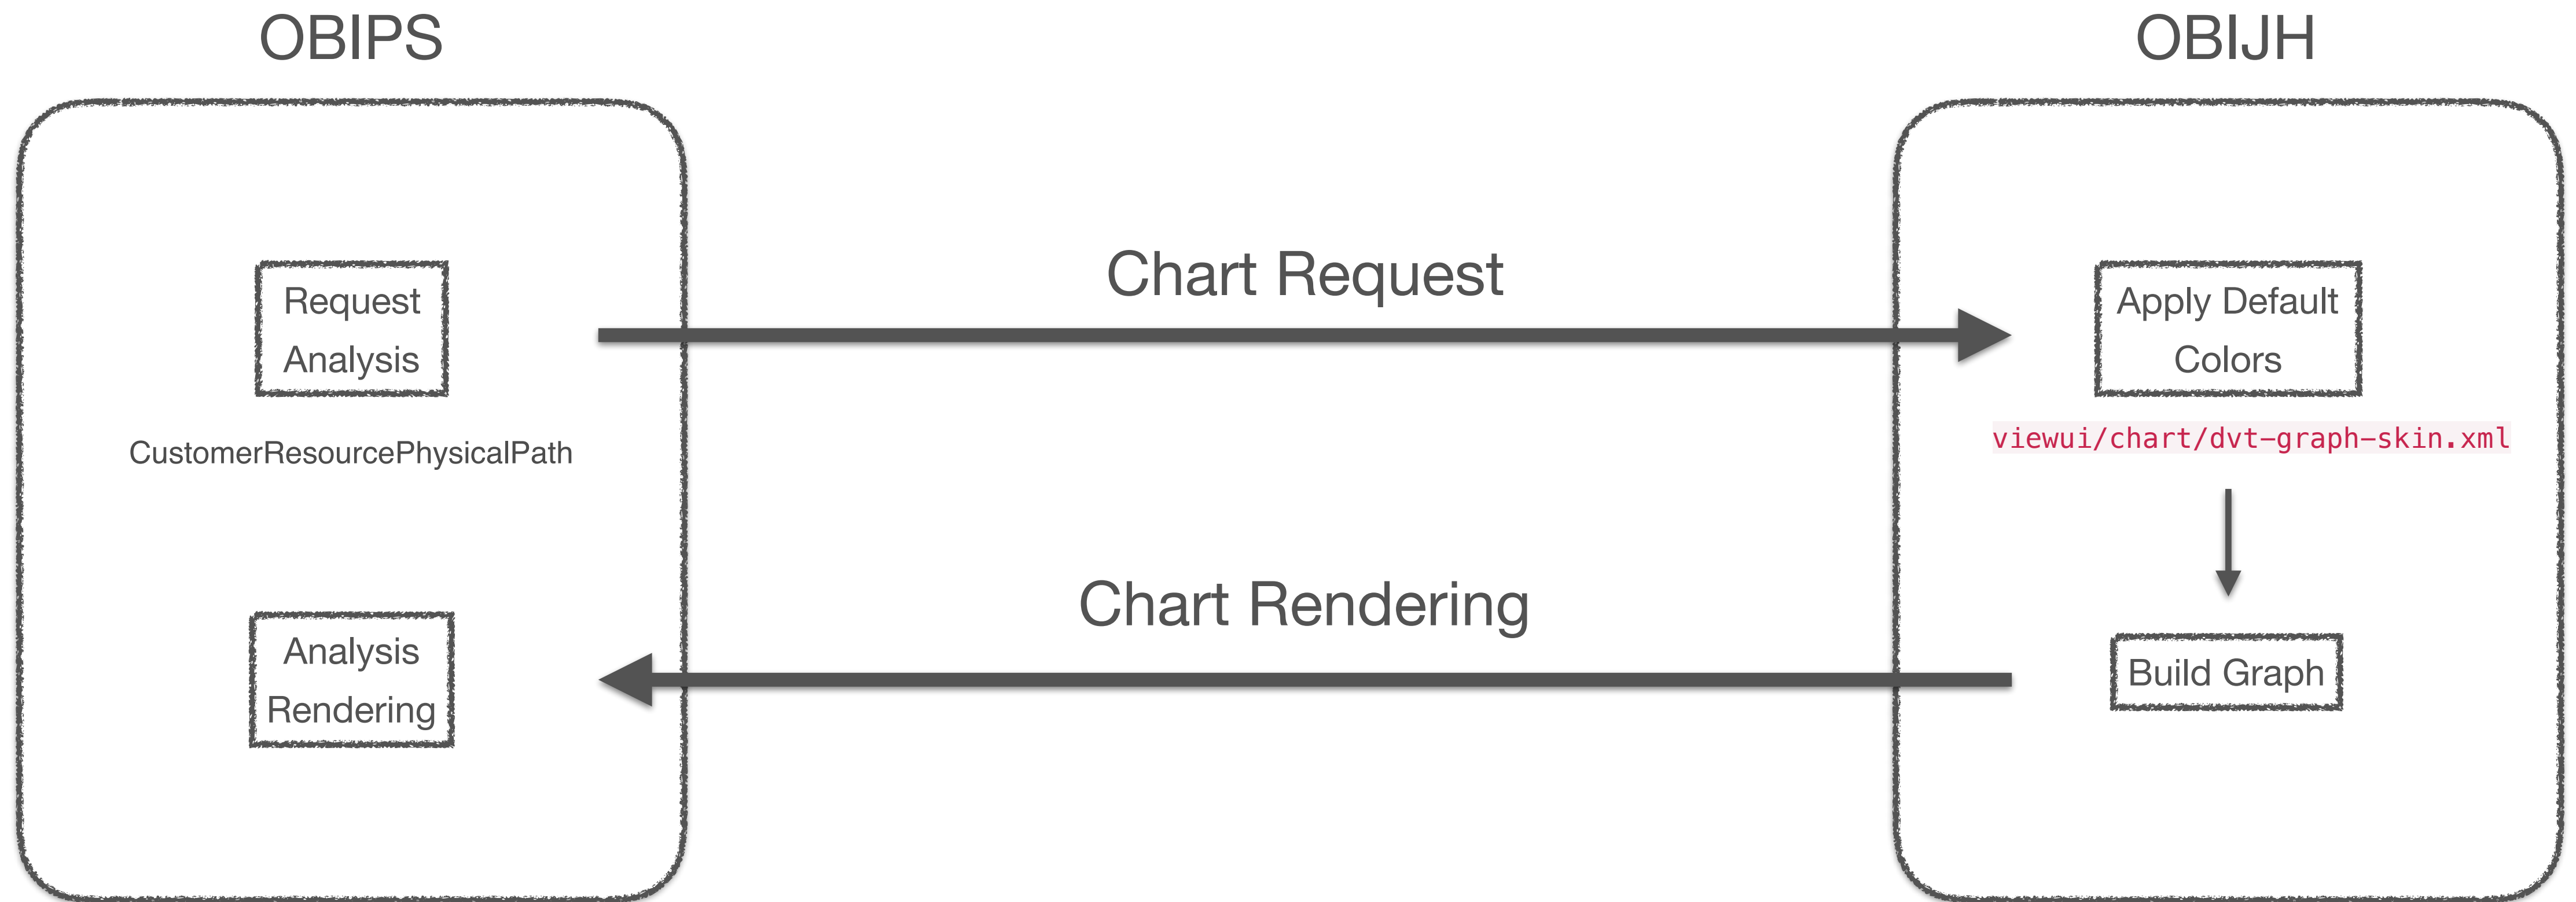 OBIPS
OBIJH
Request
Analysis
CustomerResourcePhysicalPath
Chart Request
Apply Default
Colors
viewui/chart/dvt-graph-skin.xml
Analysis
Rendering
Chart Rendering
Build Graph